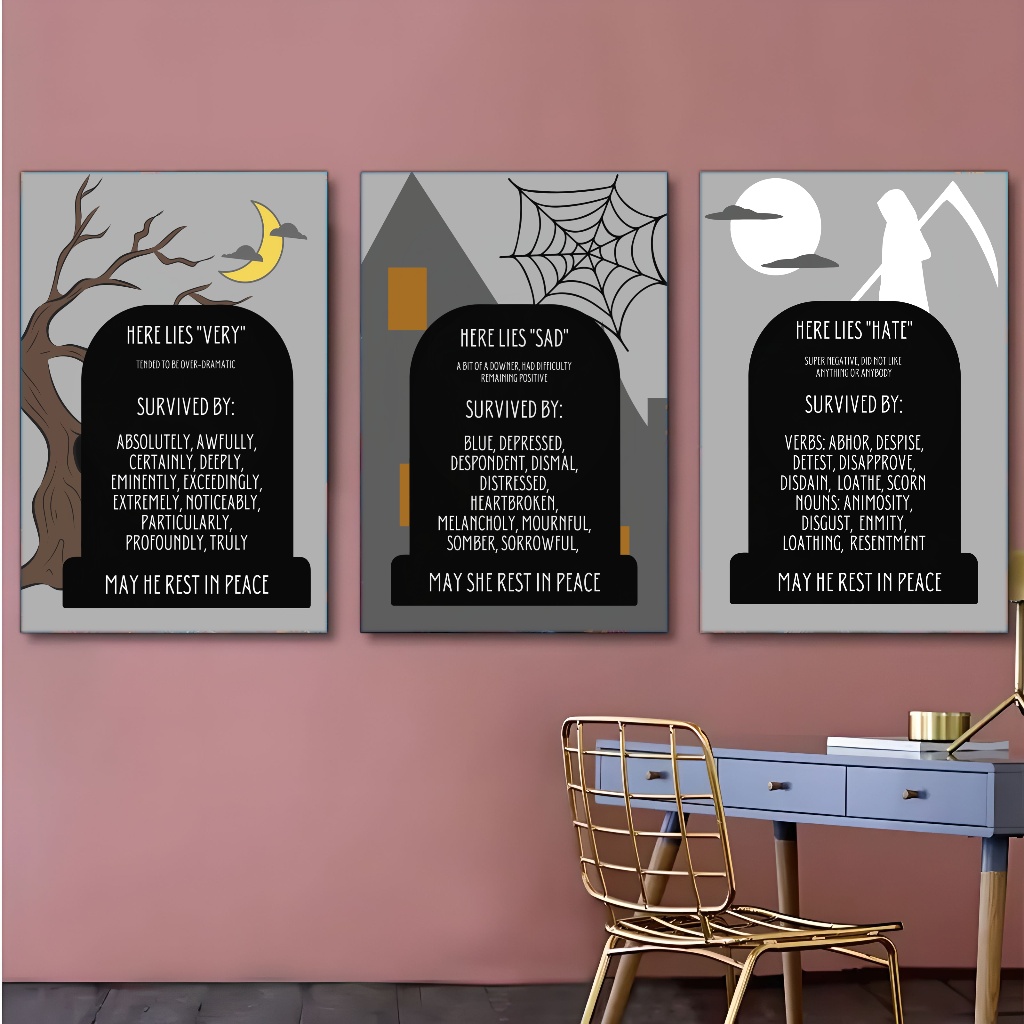 HERE LIES "VERY"
TENDED TO BE OVER-DRAMATIC
SURVIVED BY:
ABSOLUTELY, AWFULLY,
CERTAINLY, DEEPLY,
EMINENTLY, EXCEEDINGLY,
EXTREMELY, NOTICEABLY,
PARTICULARLY,
PROFOUNDLY, TRULY
MAY HE REST IN PEACE
HERE LIES "SAD"
A BIT OF A DOWNER, HAD DIFFICULTY
REMAINING POSITIVE
SURVIVED BY:
BLUE, DEPRESSED,
DESPONDENT, DISMAL,
DISTRESSED,
HEARTBROKEN,
MELANCHOLY, MOURNFUL,
SOMBER, SORROWFUL,
MAY SHE REST IN PEACE
HERE LIES "HATE"
SUPER NEGATIVE, DID NOT LIKE
ANYTHING OR ANYBODY
SURVIVED BY:
VERBS: ABHOR, DESPISE,
DETEST, DISAPPROVE,
DISDAIN, LOATHE, SCORN
NOUNS: ANIMOSITY,
DISGUST, ENMITY,
LOATHING, RESENTMENT
MAY HE REST IN PEACE